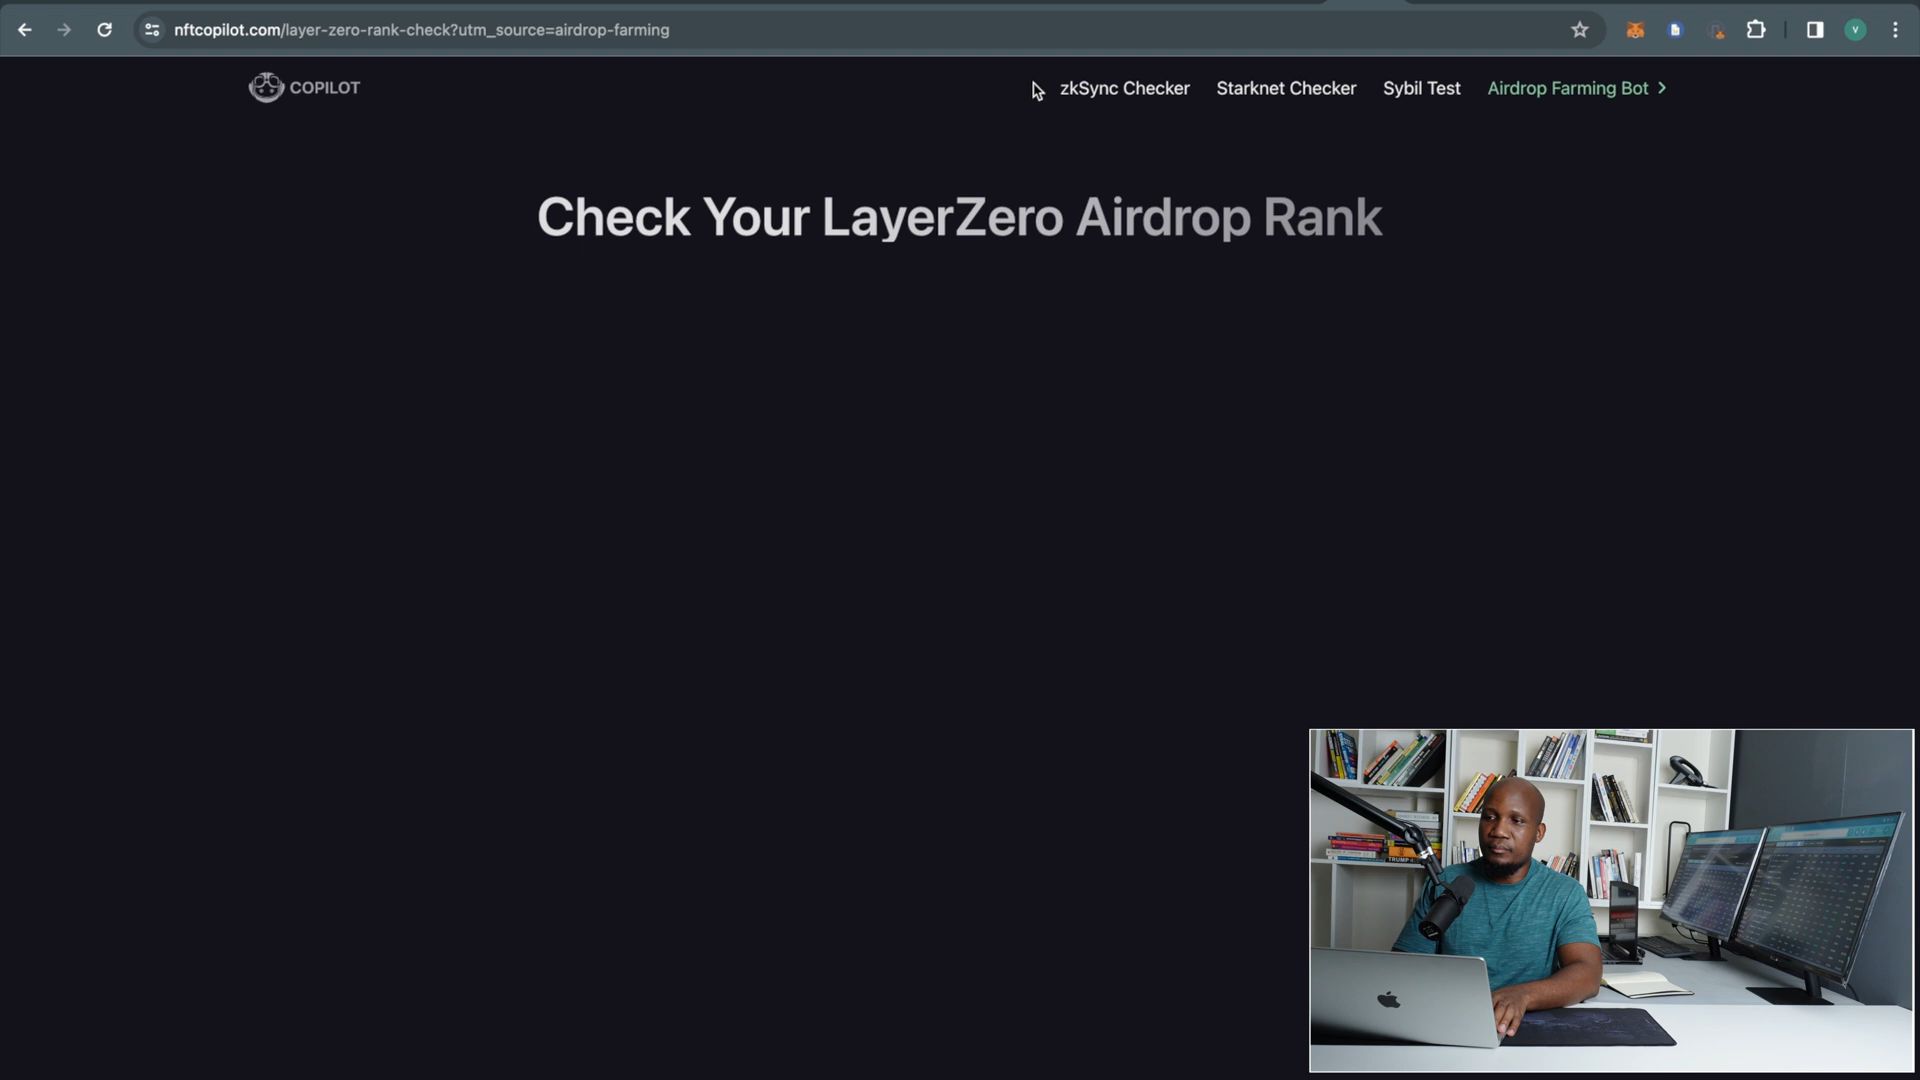 nftcopilot.com/layer-zero-rank-check?utm_source=airdrop-farming
V
COPILOT
zkSync Checker
Starknet Checker
Sybil Test
Airdrop Farming Bot
Check Your LayerZero Airdrop Rank
TRUMP